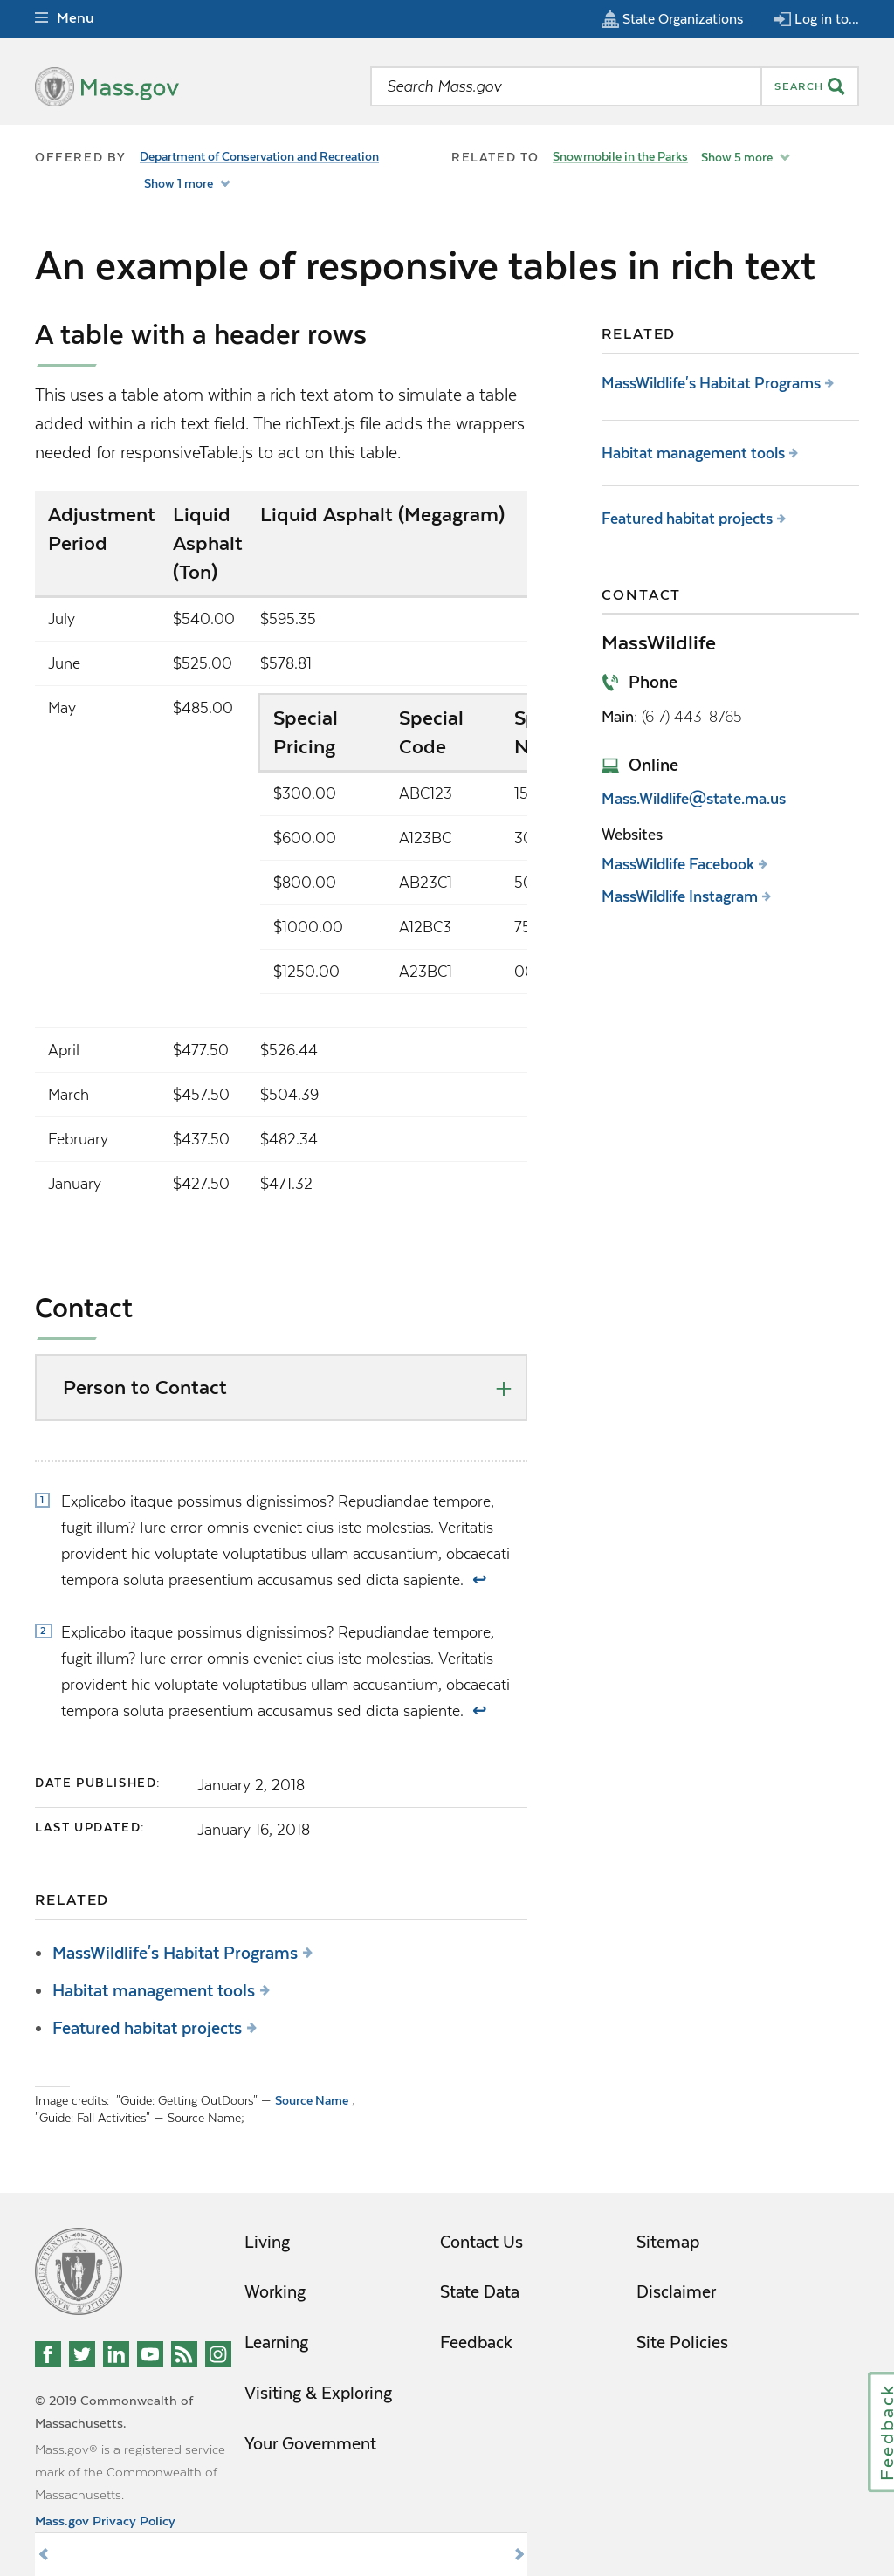 Menu
State Organizations
Log in to...
Mass.gov
Search Mass.gov
SEARCH
OFFERED BY
Department of Conservation and Recreation
Show 1 more
RELATED TO
Snowmobile in the Parks
Show 5 more
An example of responsive tables in rich text
A table with a header rows
This uses a table atom within a rich text atom to simulate a table
added within a rich text field. The richText.js file adds the wrappers
needed for responsiveTable.js to act on this table.
Adjustment Period
Liquid Asphalt (Ton)
Liquid Asphalt (Megagram)
July $540.00 $595.35
June $525.00 $578.81
May $485.00
Special Pricing
Special Code
$300.00 ABC123 15
$600.00 A123BC
$800.00 AB23C1
$1000.00 A12BC3
$1250.00 A23BC1
April $477.50 $526.44
March $457.50 $504.39
February $437.50 $482.34
January $427.50 $471.32
RELATED
MassWildlife's Habitat Programs
Habitat management tools
Featured habitat projects
CONTACT
MassWildlife
Phone
Main: (617) 443-8765
Online
Mass.Wildlife@state.ma.us
Websites
MassWildlife Facebook
MassWildlife Instagram
Contact
Person to Contact
1 Explicabo itaque possimus dignissimos? Repudiandae tempore,
fugit illum? Iure error omnis eveniet eius iste molestias. Veritatis
provident hic voluptate voluptatibus ullam accusantium, obcaecati
tempora soluta praesentium accusamus sed dicta sapiente. ↩
2 Explicabo itaque possimus dignissimos? Repudiandae tempore,
fugit illum? Iure error omnis eveniet eius iste molestias. Veritatis
provident hic voluptate voluptatibus ullam accusantium, obcaecati
tempora soluta praesentium accusamus sed dicta sapiente. ↩
DATE PUBLISHED: January 2, 2018
LAST UPDATED: January 16, 2018
RELATED
• MassWildlife's Habitat Programs
• Habitat management tools
• Featured habitat projects
Image credits: "Guide: Getting OutDoors" — Source Name ;
"Guide: Fall Activities" — Source Name;
Living
Working
Learning
Visiting & Exploring
Your Government
Contact Us
State Data
Feedback
Sitemap
Disclaimer
Site Policies
© 2019 Commonwealth of
Massachusetts.
Mass.gov® is a registered service
mark of the Commonwealth of
Massachusetts.
Mass.gov Privacy Policy
Feedback